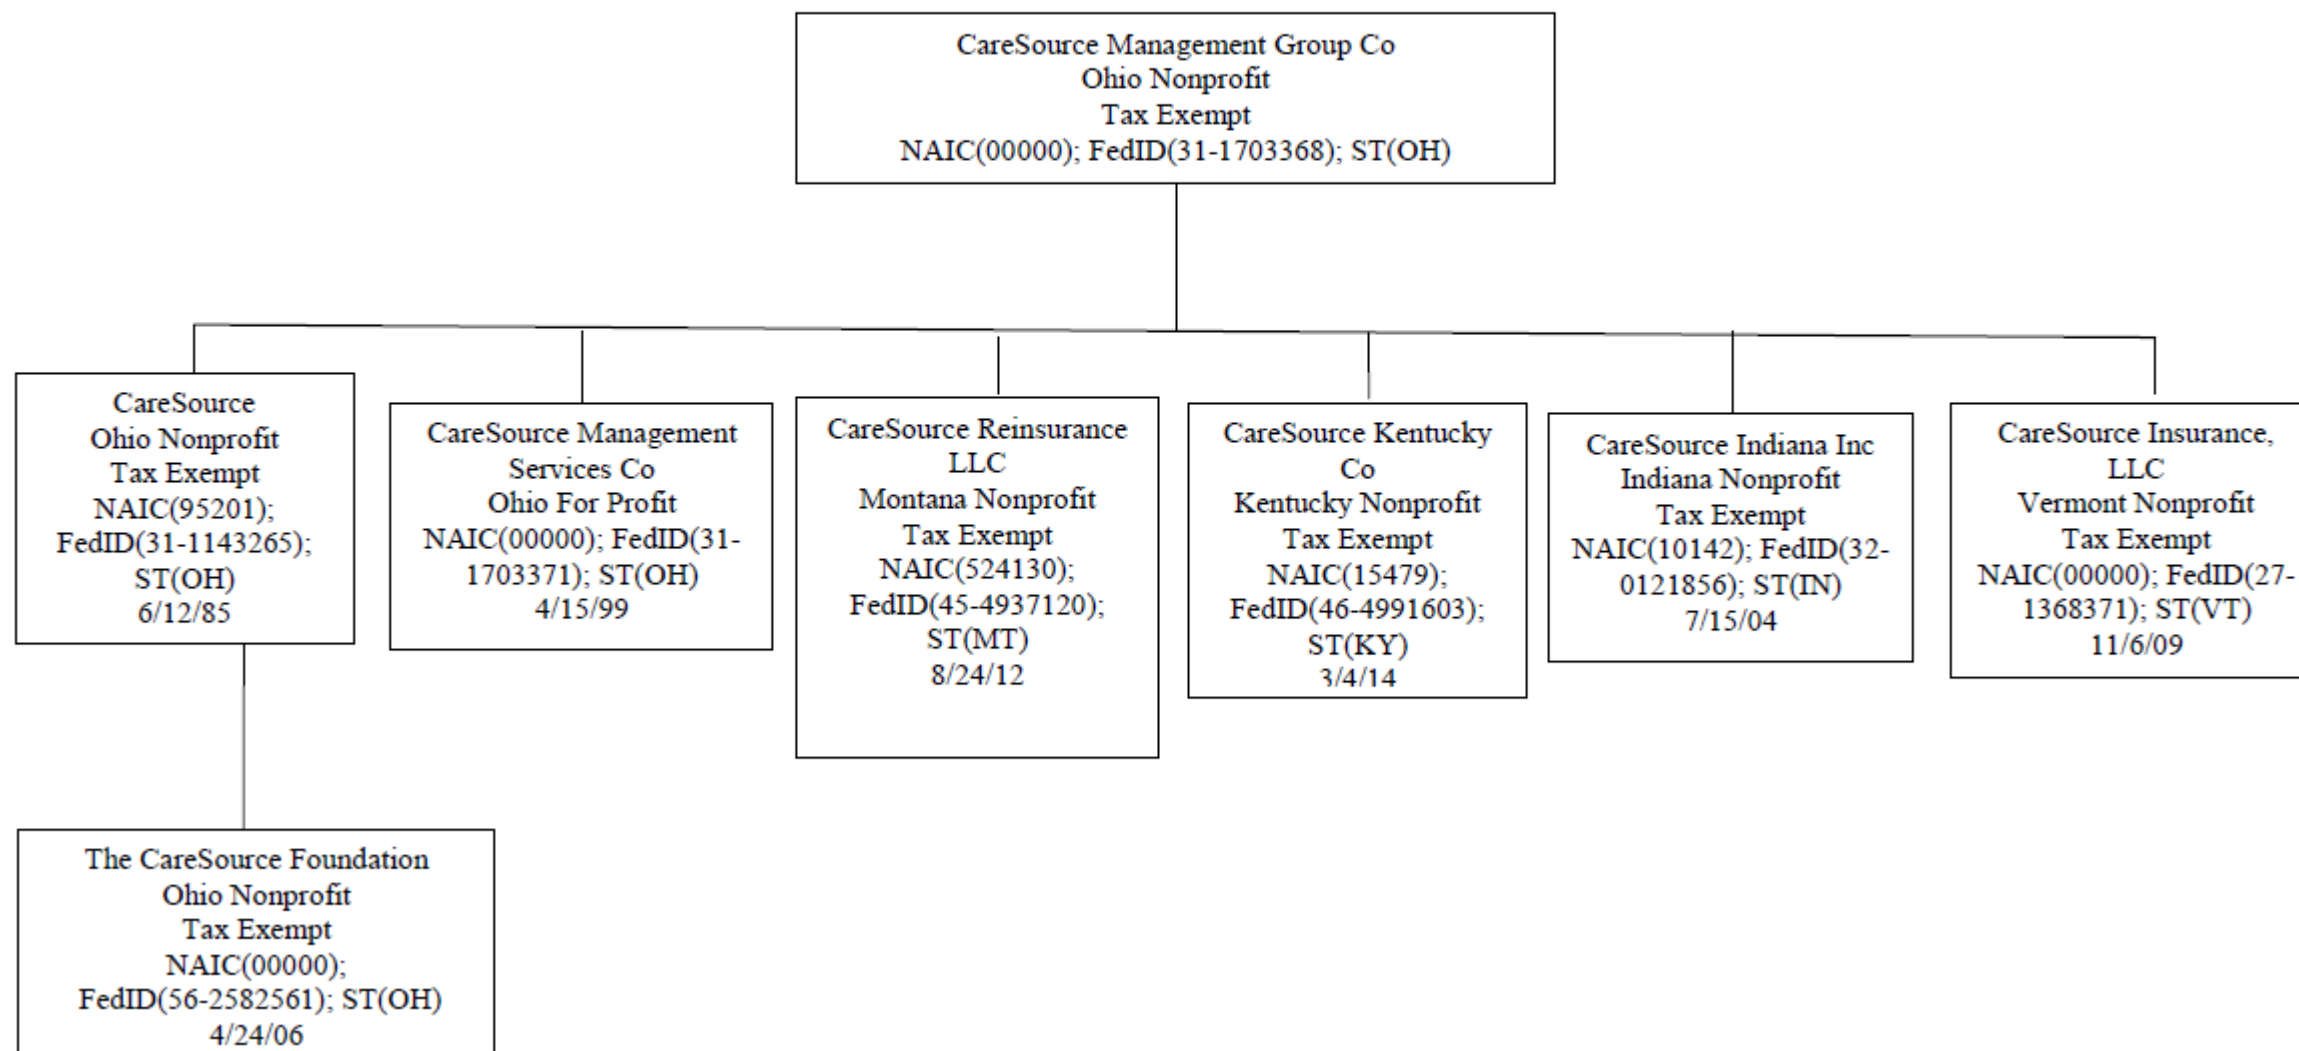 CareSource Management Group Co
Ohio Nonprofit
Tax Exempt
NAIC(00000); FedID(31-1703368); ST(OH)
CareSource
Ohio Nonprofit
Tax Exempt
NAIC(95201);
FedID(31-1143265);
ST(OH)
6/12/85
CareSource Management
Services Co
Ohio For Profit
NAIC(00000); FedID(31-
1703371); ST(OH)
4/15/99
CareSource Reinsurance
LLC
Montana Nonprofit
Tax Exempt
NAIC(524130);
FedID(45-4937120);
ST(MT)
8/24/12
CareSource Kentucky
Co
Kentucky Nonprofit
Tax Exempt
NAIC(15479);
FedID(46-4991603);
ST(KY)
3/4/14
CareSource Indiana Inc
Indiana Nonprofit
Tax Exempt
NAIC(10142); FedID(32-
0121856); ST(IN)
7/15/04
CareSource Insurance,
LLC
Vermont Nonprofit
Tax Exempt
NAIC(00000); FedID(27-
1368371); ST(VT)
11/6/09
The CareSource Foundation
Ohio Nonprofit
Tax Exempt
NAIC(00000);
FedID(56-2582561); ST(OH)
4/24/06